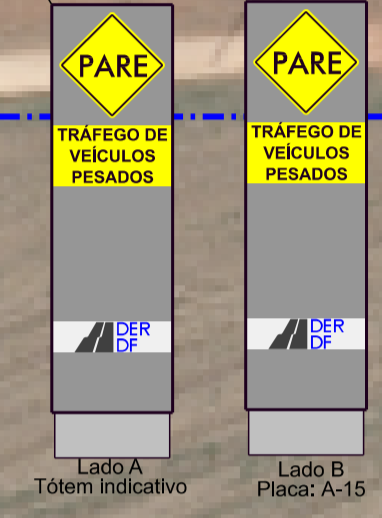 PARE
TRÁFEGO DE
VEÍCULOS
PESADOS
DER
DF
Lado A
Tótem indicativo
PARE
TRÁFEGO DE
VEÍCULOS
PESADOS
DER
DF
Lado B
Placa: A-15